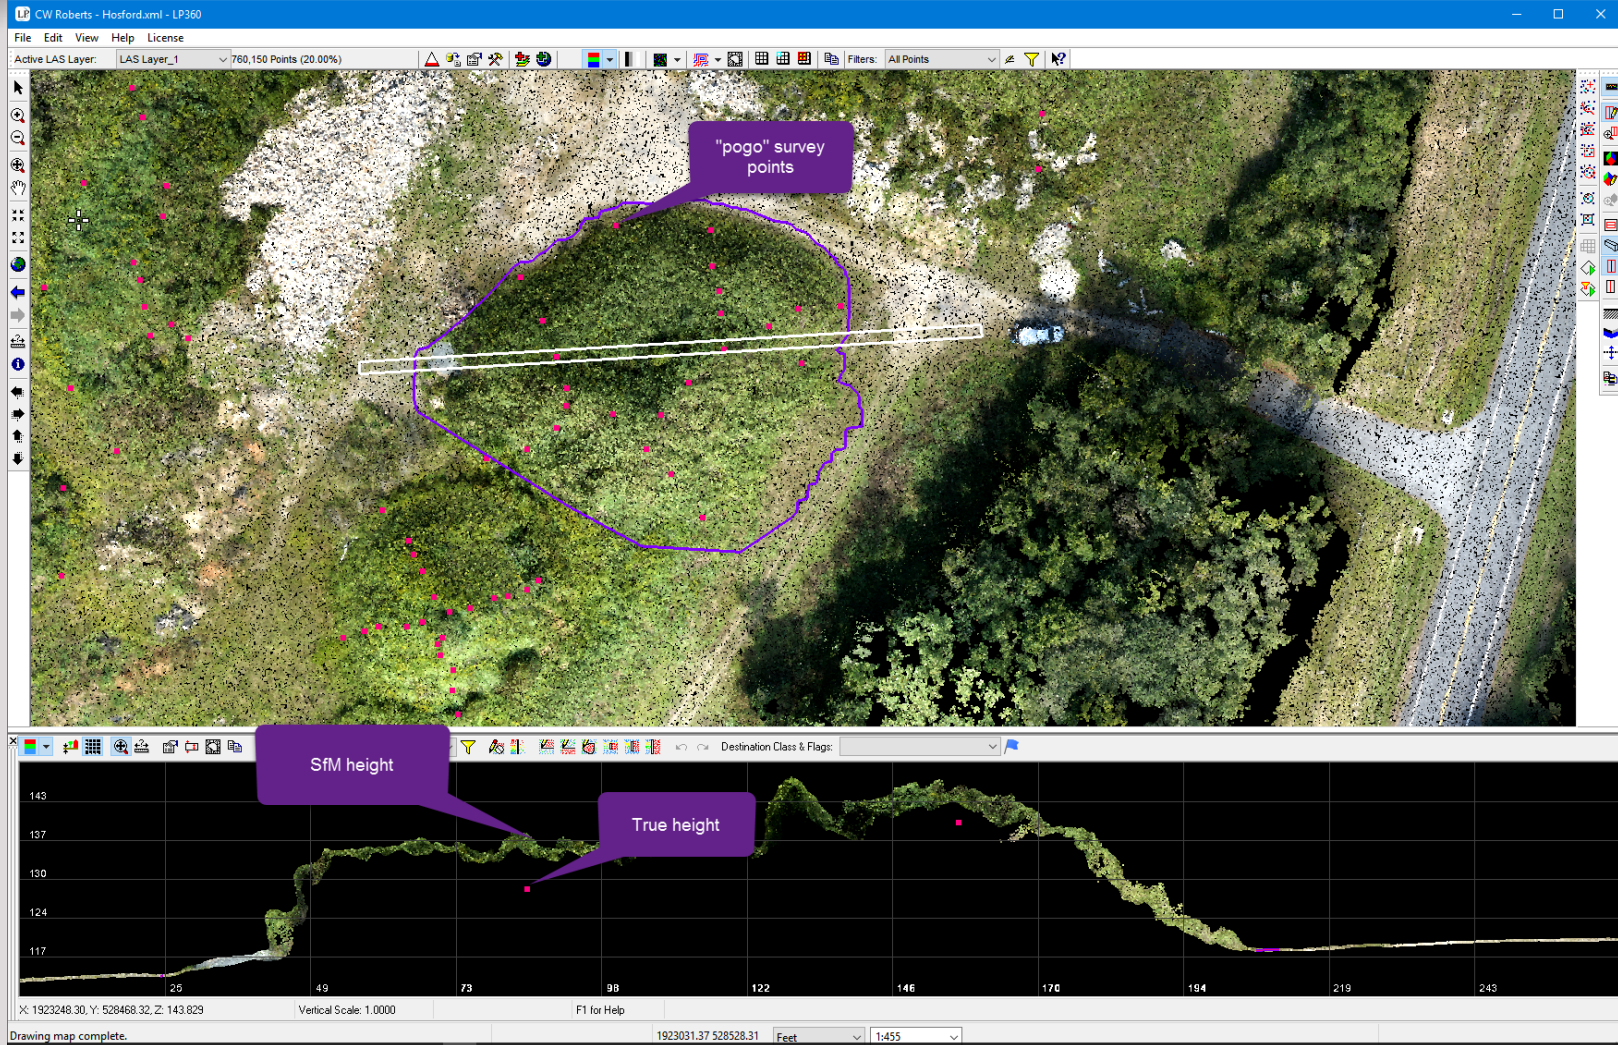 CW Roberts - Hosford.xml - LP360
File Edit View Help License
Active LAS Layer: LAS Layer_1 760,150 Points (20.00%) Filters: All Points
"pogo" survey
points
Destination Class & Flags:
SfM height
True height
143
137
130
124
117
25 49 73 98 122 146 170 194 219 243
X: 1923248.30, Y: 528468.32, Z: 143.829 Vertical Scale: 1.0000 F1 for Help
Drawing map complete. 1923031.37 528528.31 Feet 1:455